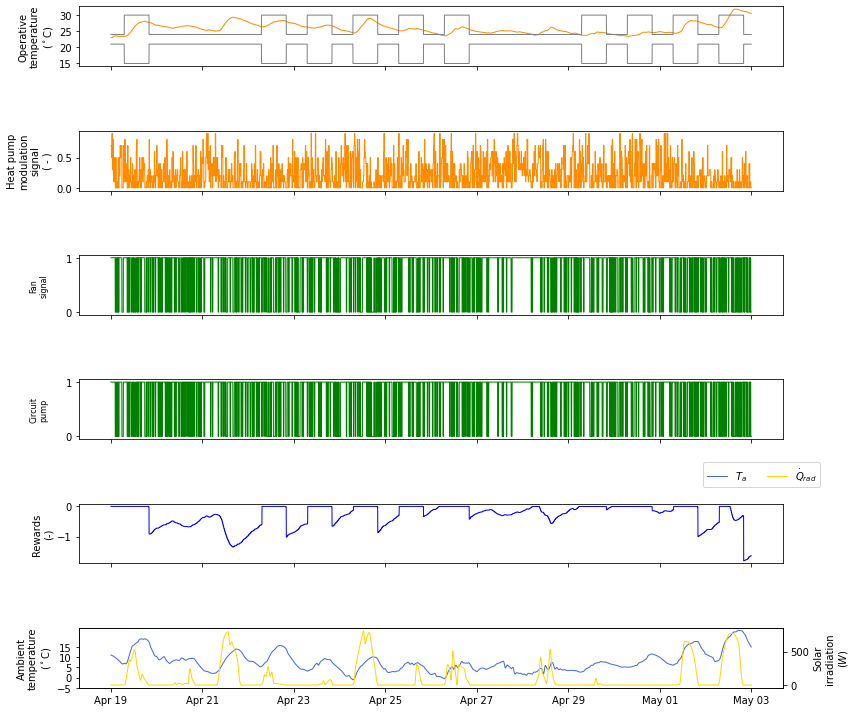 Operative
temperature
(°C)
30
25
20
15
Heat pump
modulation
signal
( - )
0.5
0.0
Fan
signal
1
0
Circuit
pump
1
0
T_a
Q̇_rad
Rewards
(-)
0
−1
Ambient
temperature
(°C)
15
10
5
0
−5
500
0
Solar
irradiation
(W)
Apr 19
Apr 21
Apr 23
Apr 25
Apr 27
Apr 29
May 01
May 03